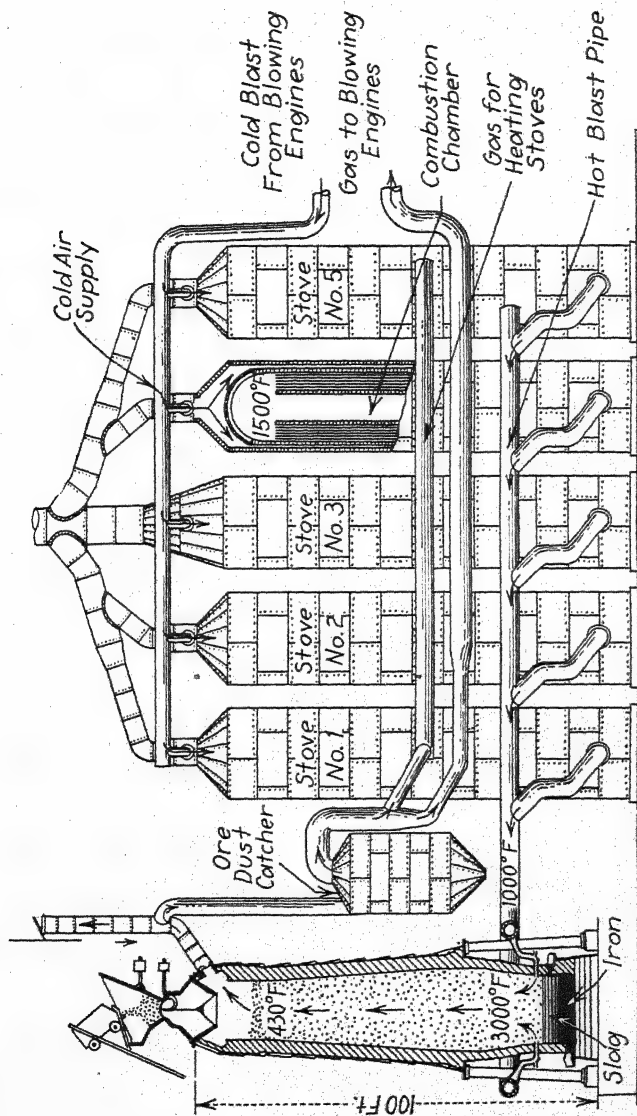 Cold Blast
From Blowing
Engines
Gas to Blowing
Engines
Combustion
Chamber
Gas for
Heating
Stoves
Hot Blast Pipe
Cold Air
Supply
Stove
No. 1
Stove
No. 2
Stove
No. 3
1500°F
Stove
No. 5
Ore
Dust
Catcher
1000°F
430°F
3000°F
100 Ft.
Slag
Iron